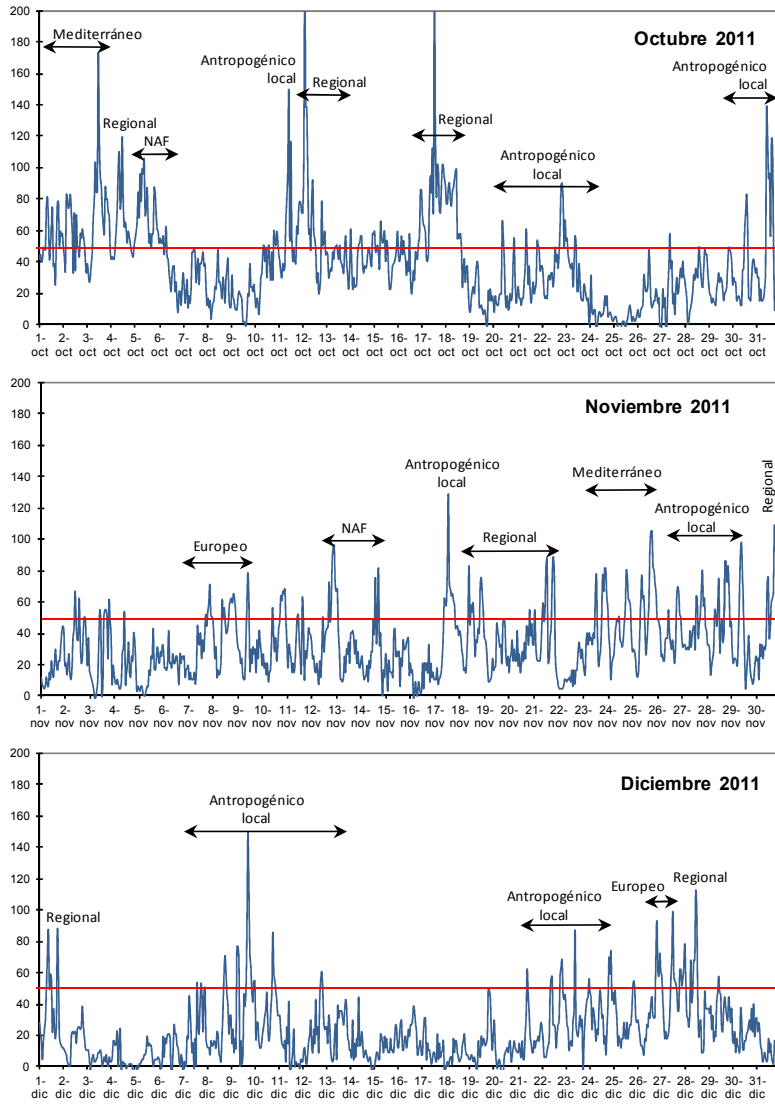 Octubre 2011
Mediterráneo
Regional
NAF
Antropogénico
local
Regional
Regional
Antropogénico
local
Antropogénico
local
200
180
160
140
120
100
80
60
40
20
0
1- 2- 3- 4- 5- 6- 7- 8- 9- 10- 11- 12- 13- 14- 15- 16- 17- 18- 19- 20- 21- 22- 23- 24- 25- 26- 27- 28- 29- 30- 31-
oct oct oct oct oct oct oct oct oct oct oct oct oct oct oct oct oct oct oct oct oct oct oct oct oct oct oct oct oct oct oct
Noviembre 2011
Europeo
NAF
Antropogénico
local
Regional
Mediterráneo
Antropogénico
local
Regional
200
180
160
140
120
100
80
60
40
20
0
1- 2- 3- 4- 5- 6- 7- 8- 9- 10- 11- 12- 13- 14- 15- 16- 17- 18- 19- 20- 21- 22- 23- 24- 25- 26- 27- 28- 29- 30-
nov nov nov nov nov nov nov nov nov nov nov nov nov nov nov nov nov nov nov nov nov nov nov nov nov nov nov nov nov nov
Diciembre 2011
Regional
Antropogénico
local
Antropogénico
local
Europeo
Regional
200
180
160
140
120
100
80
60
40
20
0
1- 2- 3- 4- 5- 6- 7- 8- 9- 10- 11- 12- 13- 14- 15- 16- 17- 18- 19- 20- 21- 22- 23- 24- 25- 26- 27- 28- 29- 30- 31-
dic dic dic dic dic dic dic dic dic dic dic dic dic dic dic dic dic dic dic dic dic dic dic dic dic dic dic dic dic dic dic